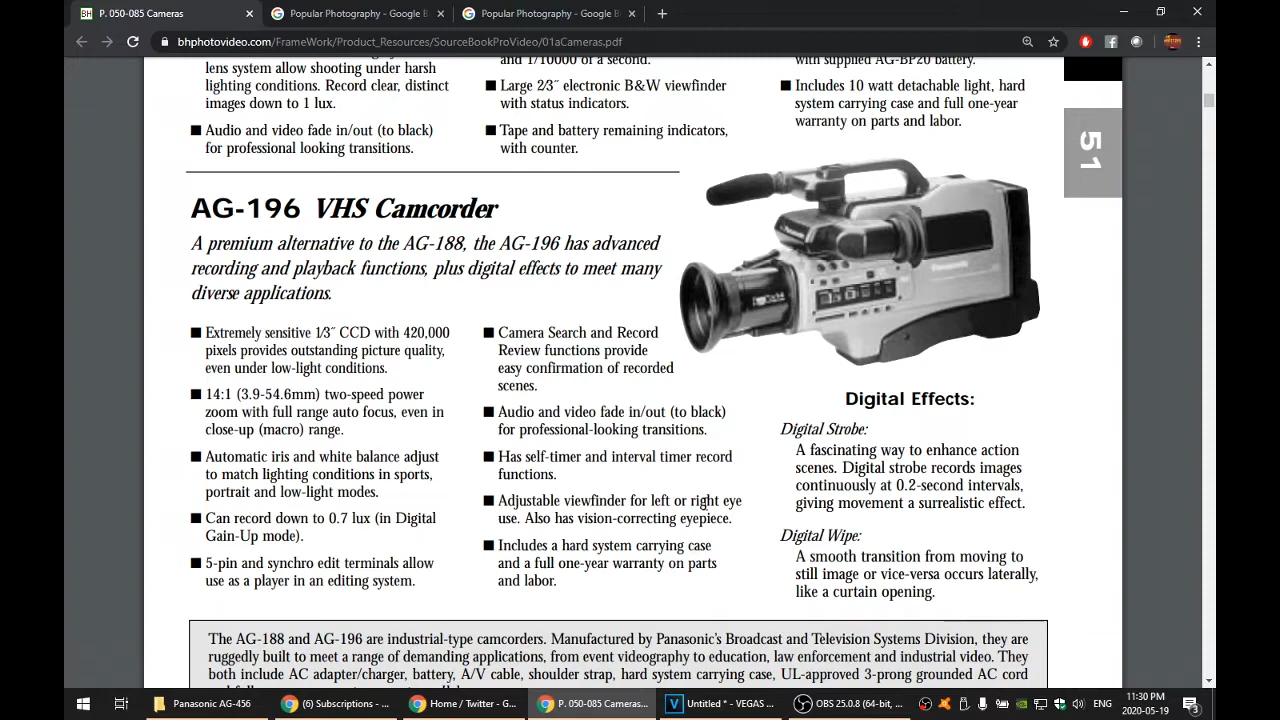 P. 050-085 Cameras
Popular Photography - Google B
Popular Photography - Google B
bhphotovideo.com/FrameWork/Product_Resources/SourceBookProVideo/01aCameras.pdf
lens system allow shooting under harsh
lighting conditions. Record clear, distinct
images down to 1 lux.
■ Audio and video fade in/out (to black)
for professional looking transitions.
and 1/10000 of a second.
■ Large 2⁄3˝ electronic B&W viewfinder
with status indicators.
■ Tape and battery remaining indicators,
with counter.
with supplied AG-BP20 battery.
■ Includes 10 watt detachable light, hard
system carrying case and full one-year
warranty on parts and labor.
51
AG-196 VHS Camcorder
A premium alternative to the AG-188, the AG-196 has advanced
recording and playback functions, plus digital effects to meet many
diverse applications.
■ Extremely sensitive 1⁄3˝ CCD with 420,000
pixels provides outstanding picture quality,
even under low-light conditions.
■ 14:1 (3.9-54.6mm) two-speed power
zoom with full range auto focus, even in
close-up (macro) range.
■ Automatic iris and white balance adjust
to match lighting conditions in sports,
portrait and low-light modes.
■ Can record down to 0.7 lux (in Digital
Gain-Up mode).
■ 5-pin and synchro edit terminals allow
use as a player in an editing system.
■ Camera Search and Record
Review functions provide
easy confirmation of recorded
scenes.
■ Audio and video fade in/out (to black)
for professional-looking transitions.
■ Has self-timer and interval timer record
functions.
■ Adjustable viewfinder for left or right eye
use. Also has vision-correcting eyepiece.
■ Includes a hard system carrying case
and a full one-year warranty on parts
and labor.
Panasonic
Digital Effects:
Digital Strobe:
A fascinating way to enhance action
scenes. Digital strobe records images
continuously at 0.2-second intervals,
giving movement a surrealistic effect.
Digital Wipe:
A smooth transition from moving to
still image or vice-versa occurs laterally,
like a curtain opening.
The AG-188 and AG-196 are industrial-type camcorders. Manufactured by Panasonic's Broadcast and Television Systems Division, they are
ruggedly built to meet a range of demanding applications, from event videography to education, law enforcement and industrial video. They
both include AC adapter/charger, battery, A/V cable, shoulder strap, hard system carrying case, UL-approved 3-prong grounded AC cord
Panasonic AG-456
(6) Subscriptions - ...
Home / Twitter - G...
P. 050-085 Cameras...
Untitled * - VEGAS ...
OBS 25.0.8 (64-bit, ...
ENG
11:30 PM
2020-05-19
3